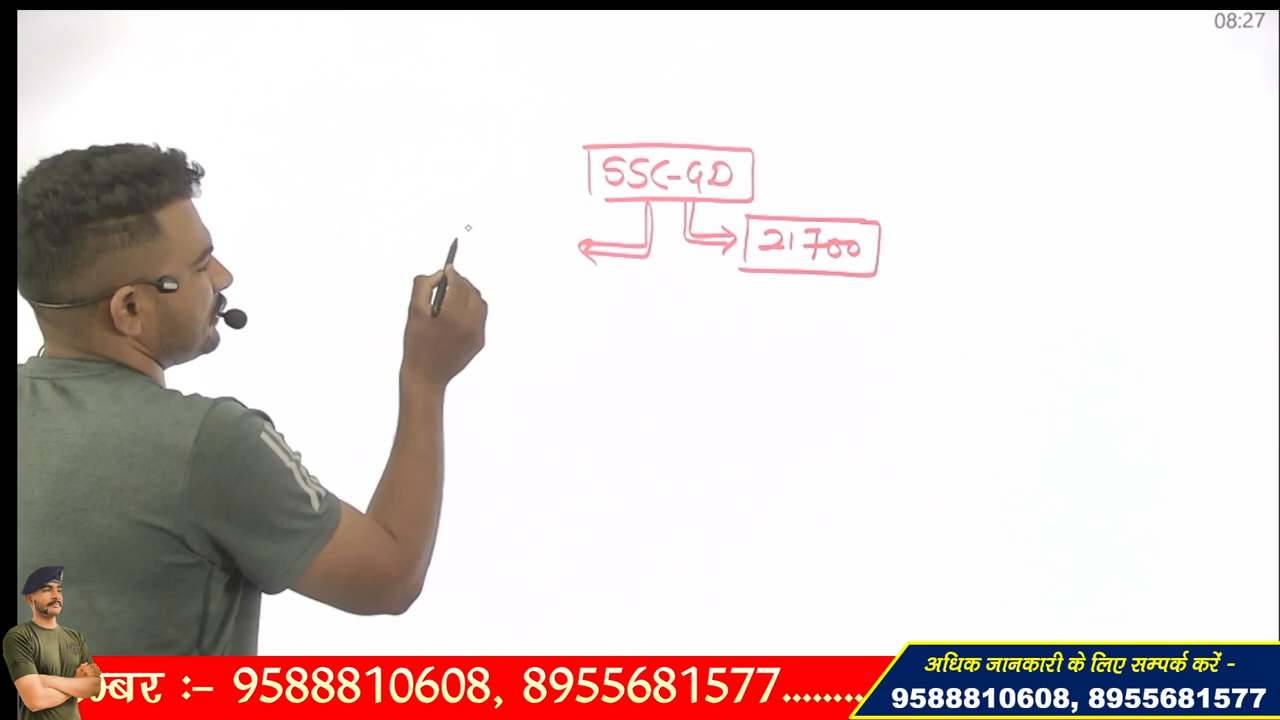 08:27
SSC-GD
21700
म्बर :- 9588810608, 8955681577........
अधिक जानकारी के लिए सम्पर्क करें -
9588810608, 8955681577